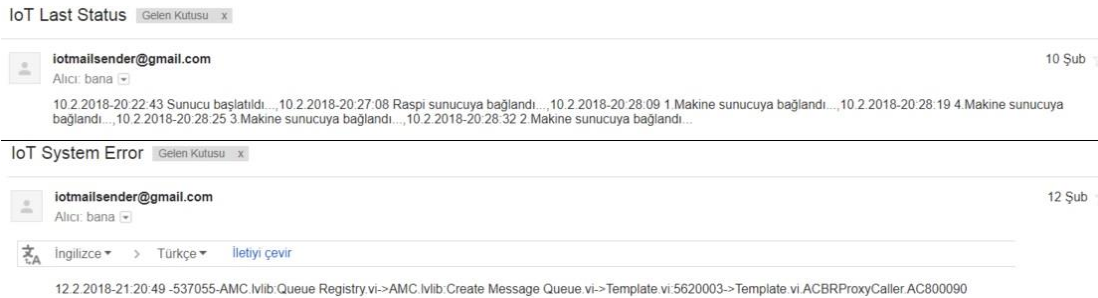 IoT Last Status Gelen Kutusu x
iotmailsender@gmail.com 10 Şub
Alıcı: bana
10.2.2018-20:22:43 Sunucu başlatıldı...,10.2.2018-20:27:08 Raspi sunucuya bağlandı...,10.2.2018-20:28:09 1.Makine sunucuya bağlandı...,10.2.2018-20:28:19 4.Makine sunucuya
bağlandı...,10.2.2018-20:28:25 3.Makine sunucuya bağlandı...,10.2.2018-20:28:32 2.Makine sunucuya bağlandı...
IoT System Error Gelen Kutusu x
iotmailsender@gmail.com 12 Şub
Alıcı: bana
İngilizce > Türkçe İletiyi çevir
12.2.2018-21:20:49 -537055-AMC.lvlib:Queue Registry.vi->AMC.lvlib:Create Message Queue.vi->Template.vi:5620003->Template.vi.ACBRProxyCaller.AC800090